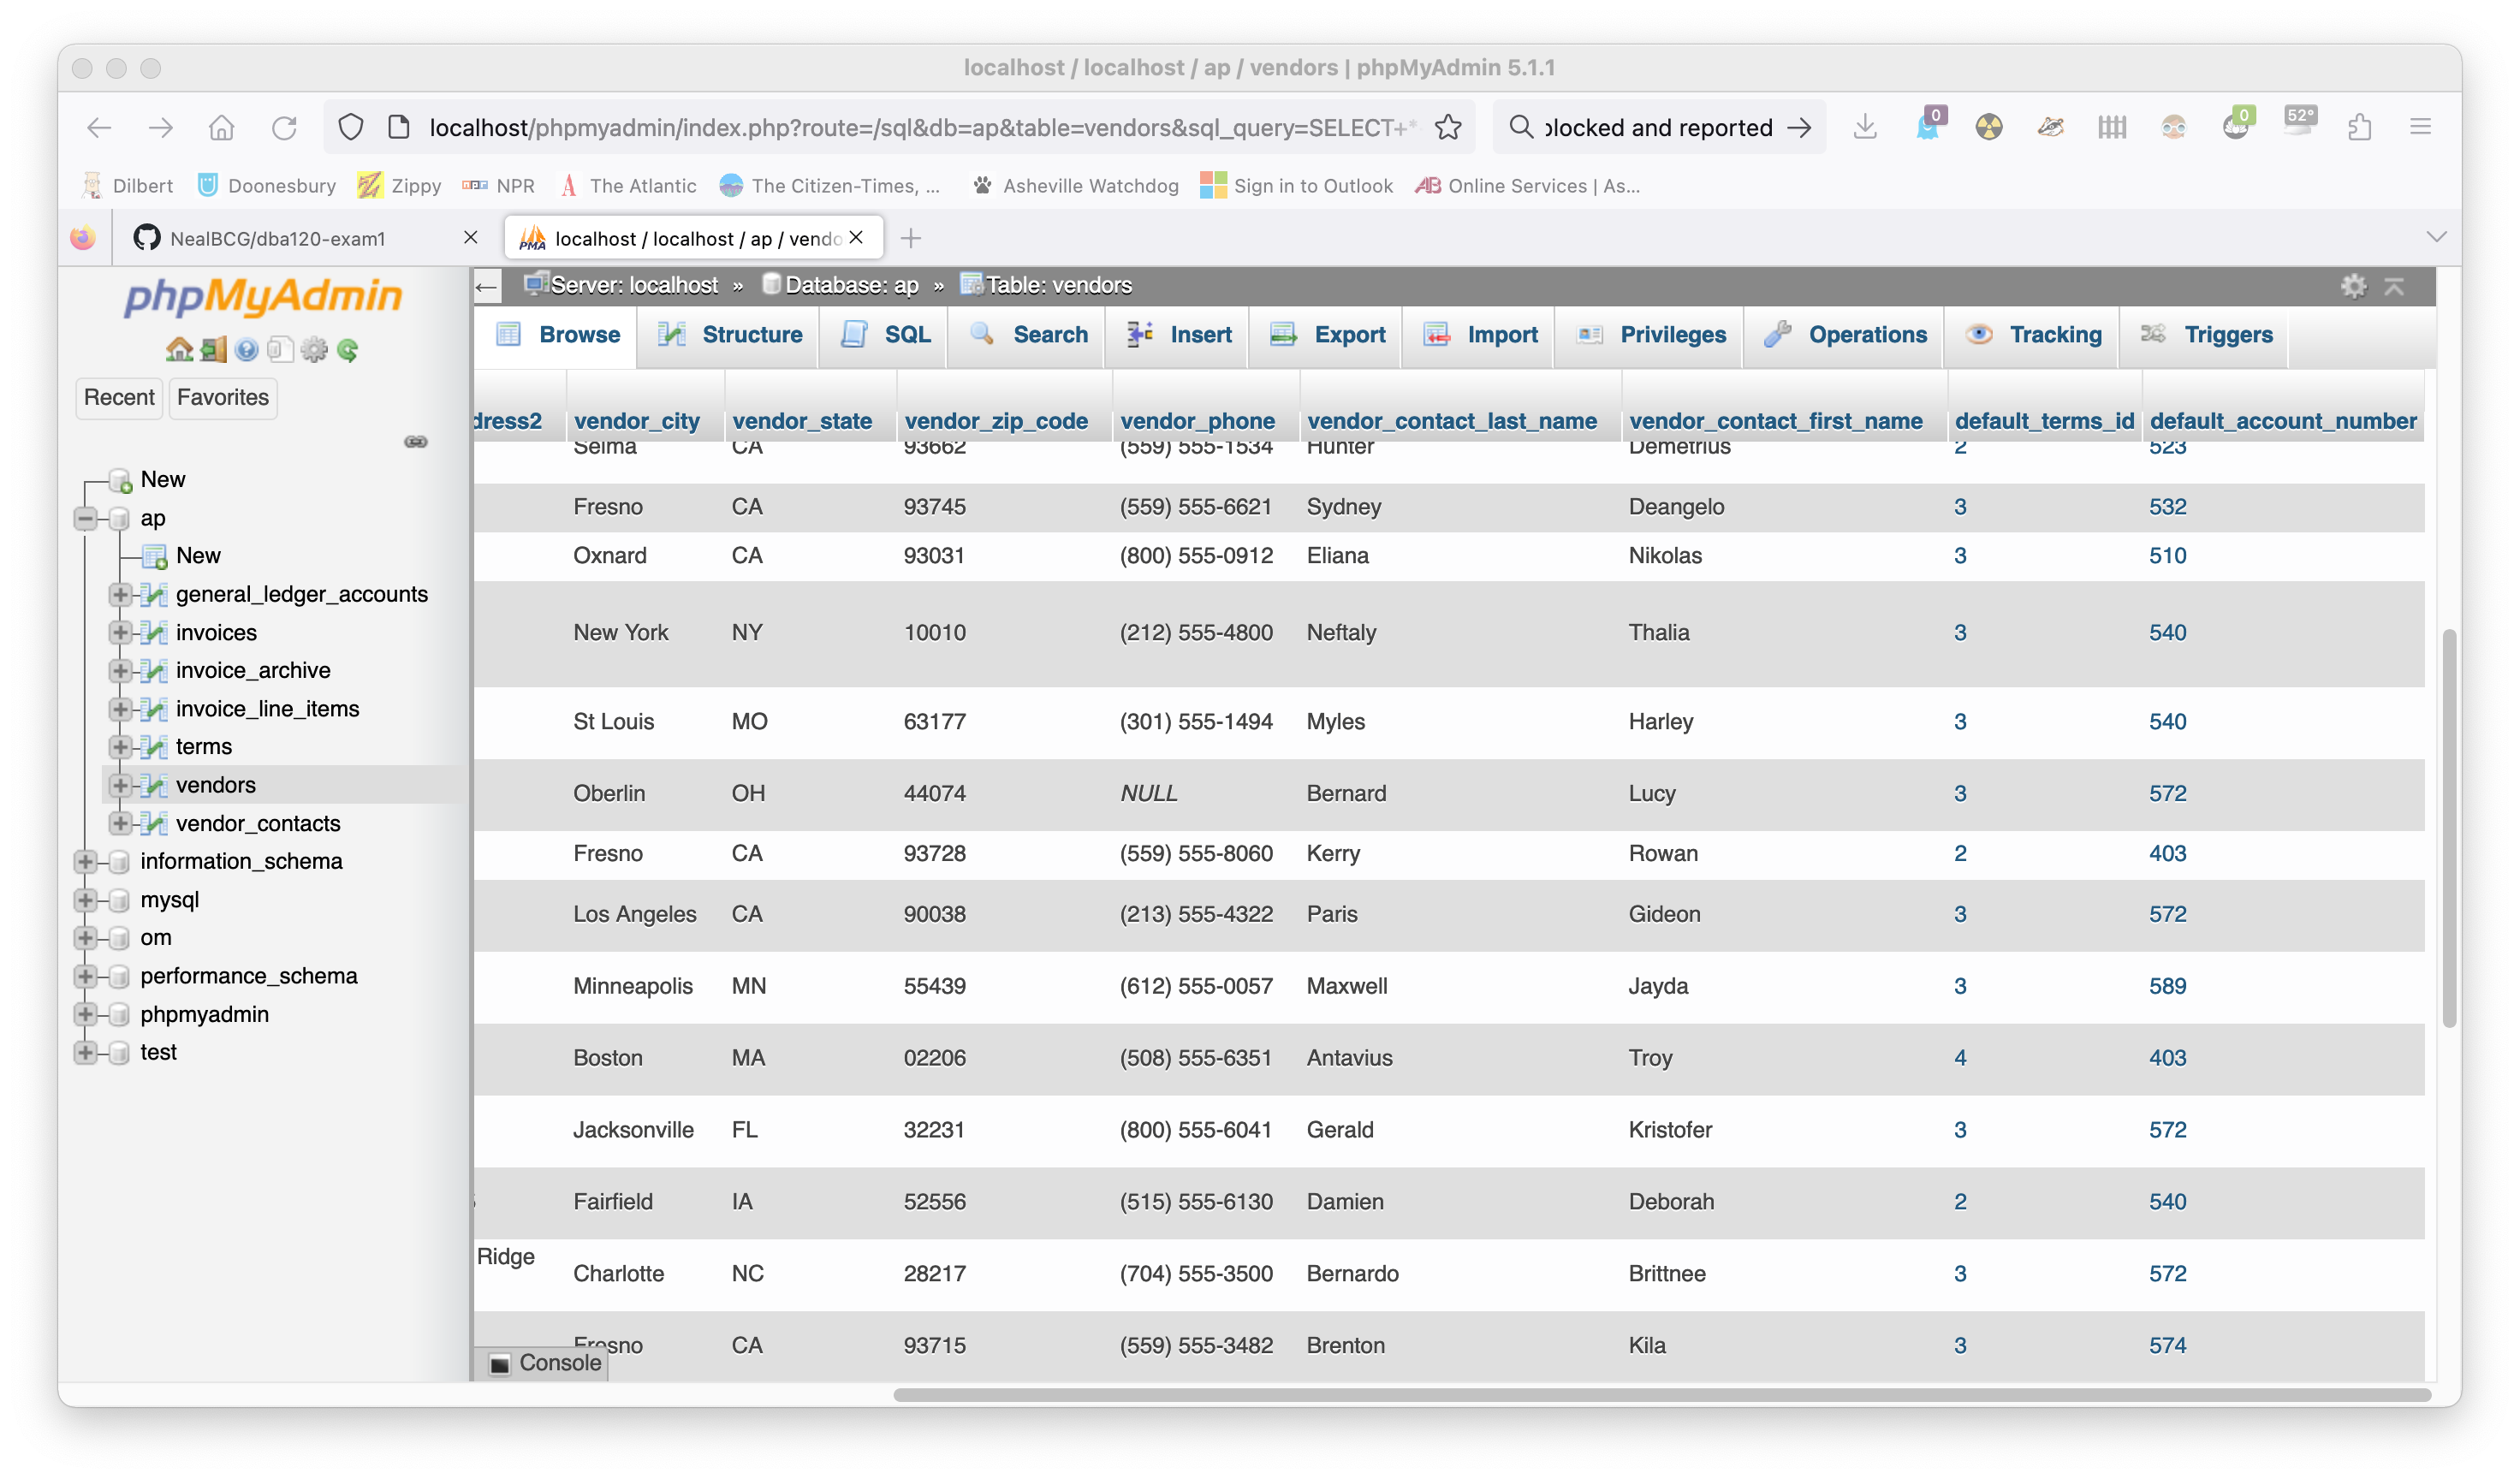 localhost / localhost / ap / vendors | phpMyAdmin 5.1.1
localhost/phpmyadmin/index.php?route=/sql&db=ap&table=vendors&sql_query=SELECT+*
blocked and reported
0
0
52°
Dilbert Doonesbury Zippy npr NPR The Atlantic The Citizen-Times, ... Asheville Watchdog Sign in to Outlook AB Online Services | As...
NealBCG/dba120-exam1
PMA localhost / localhost / ap / vendo
phpMyAdmin
Recent Favorites
New
ap
New
general_ledger_accounts
invoices
invoice_archive
invoice_line_items
terms
vendors
vendor_contacts
information_schema
mysql
om
performance_schema
phpmyadmin
test
Server: localhost » Database: ap » Table: vendors
Browse Structure SQL Search Insert Export Import Privileges Operations Tracking Triggers
dress2 vendor_city vendor_state vendor_zip_code vendor_phone vendor_contact_last_name vendor_contact_first_name default_terms_id default_account_number
Selma CA 93662 (559) 555-1534 Hunter Demetrius 2 523
Fresno CA 93745 (559) 555-6621 Sydney Deangelo 3 532
Oxnard CA 93031 (800) 555-0912 Eliana Nikolas 3 510
New York NY 10010 (212) 555-4800 Neftaly Thalia 3 540
St Louis MO 63177 (301) 555-1494 Myles Harley 3 540
Oberlin OH 44074 NULL Bernard Lucy 3 572
Fresno CA 93728 (559) 555-8060 Kerry Rowan 2 403
Los Angeles CA 90038 (213) 555-4322 Paris Gideon 3 572
Minneapolis MN 55439 (612) 555-0057 Maxwell Jayda 3 589
Boston MA 02206 (508) 555-6351 Antavius Troy 4 403
Jacksonville FL 32231 (800) 555-6041 Gerald Kristofer 3 572
Fairfield IA 52556 (515) 555-6130 Damien Deborah 2 540
Ridge Charlotte NC 28217 (704) 555-3500 Bernardo Brittnee 3 572
Fresno CA 93715 (559) 555-3482 Brenton Kila 3 574
Console